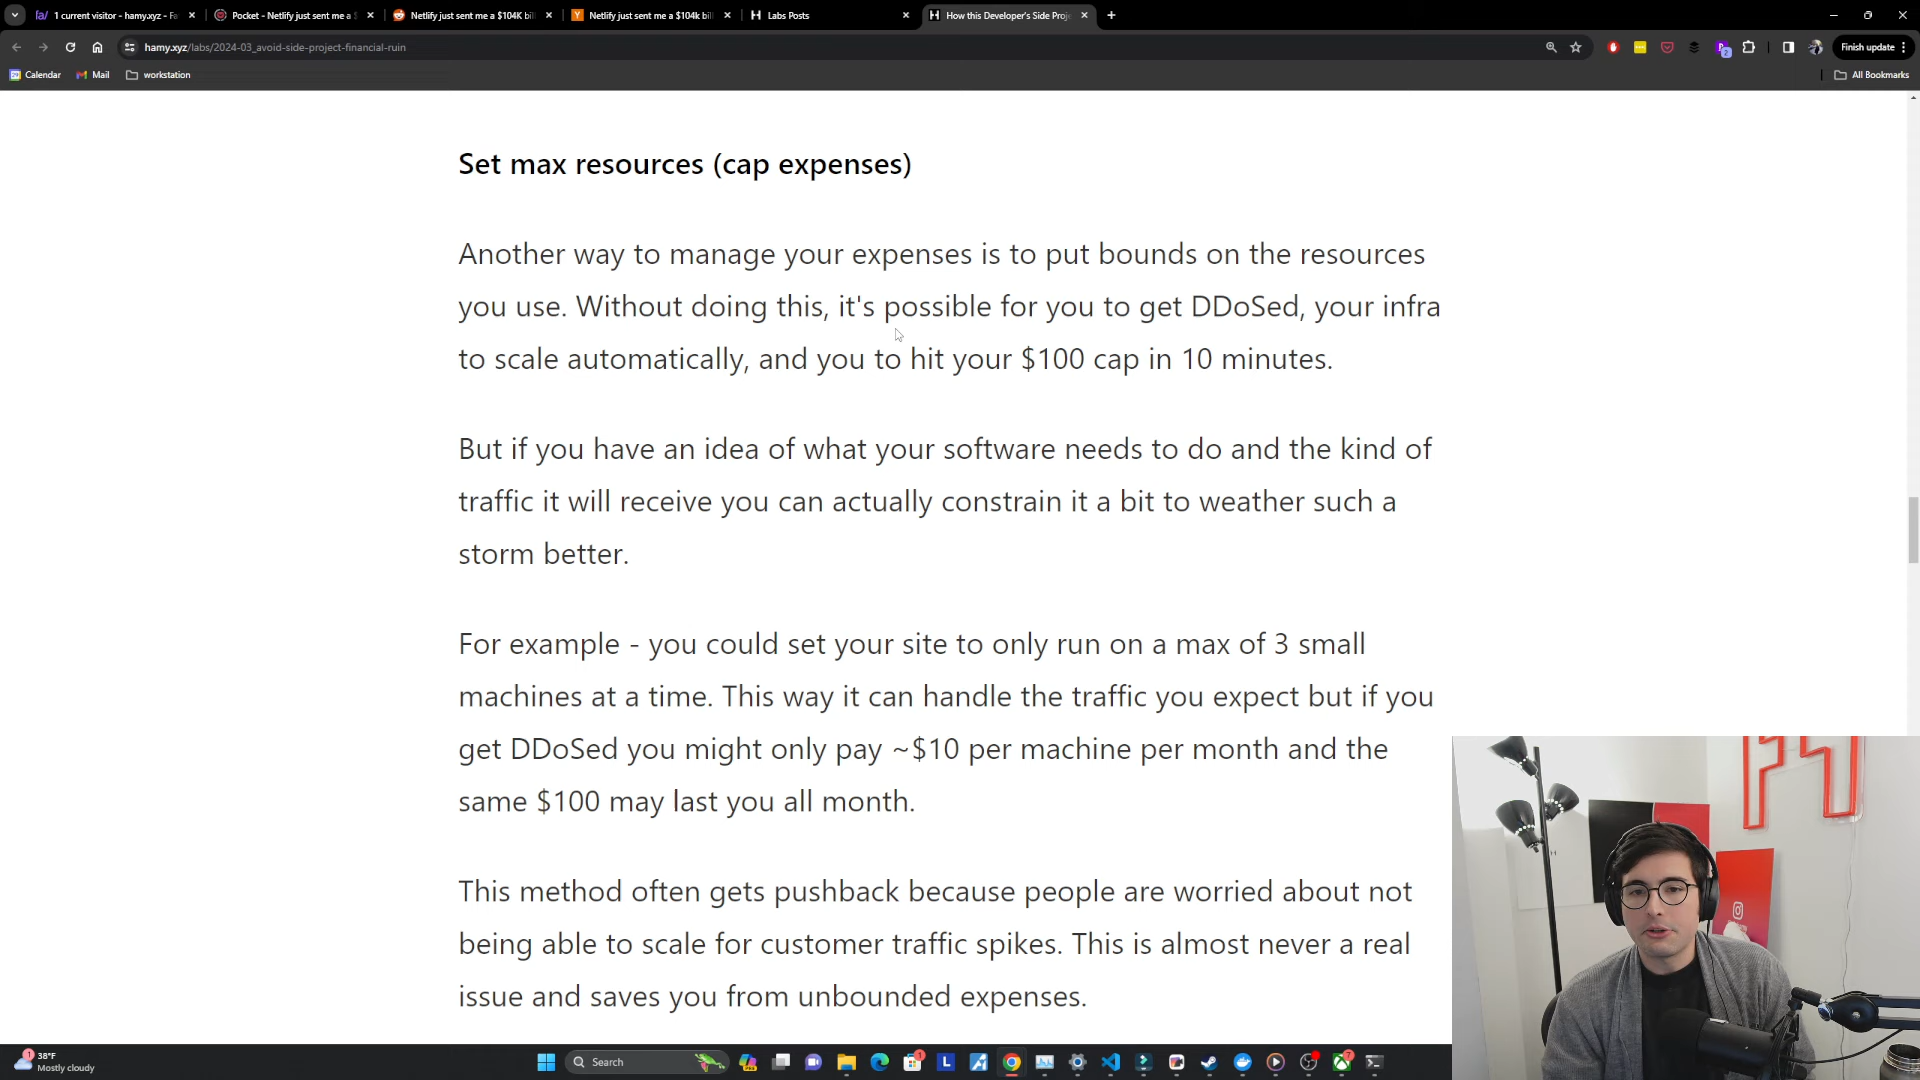 1 current visitor - hamy.xyz - Fa
Pocket - Netlify just sent me a $
Netlify just sent me a $104K bil
Netlify just sent me a $104k bil
Labs Posts
How this Developer's Side Proj
hamy.xyz/labs/2024-03_avoid-side-project-financial-ruin
Finish update
Calendar
Mail
workstation
All Bookmarks
Set max resources (cap expenses)
Another way to manage your expenses is to put bounds on the resources
you use. Without doing this, it's possible for you to get DDoSed, your infra
to scale automatically, and you to hit your $100 cap in 10 minutes.
But if you have an idea of what your software needs to do and the kind of
traffic it will receive you can actually constrain it a bit to weather such a
storm better.
For example - you could set your site to only run on a max of 3 small
machines at a time. This way it can handle the traffic you expect but if you
get DDoSed you might only pay ~$10 per machine per month and the
same $100 may last you all month.
This method often gets pushback because people are worried about not
being able to scale for customer traffic spikes. This is almost never a real
issue and saves you from unbounded expenses.
38°F
Mostly cloudy
Search